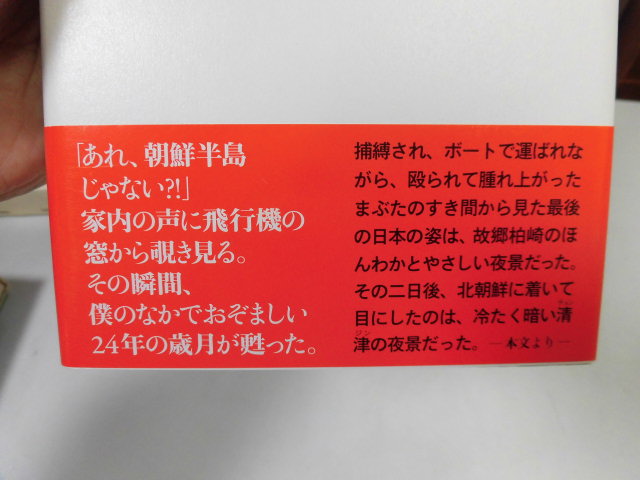 「あれ、朝鮮半島
じゃない?!」
家内の声に飛行機の
窓から覗き見る。
その瞬間、
僕のなかでおぞましい
24年の歳月が甦った。
捕縛され、ボートで運ばれな
がら、殴られて腫れ上がった
まぶたのすき間から見た最後
の日本の姿は、故郷柏崎のほ
んわかとやさしい夜景だった。
その二日後、北朝鮮に着いて
目にしたのは、冷たく暗い清
チョン
津の夜景だった。―本文より―
ジン